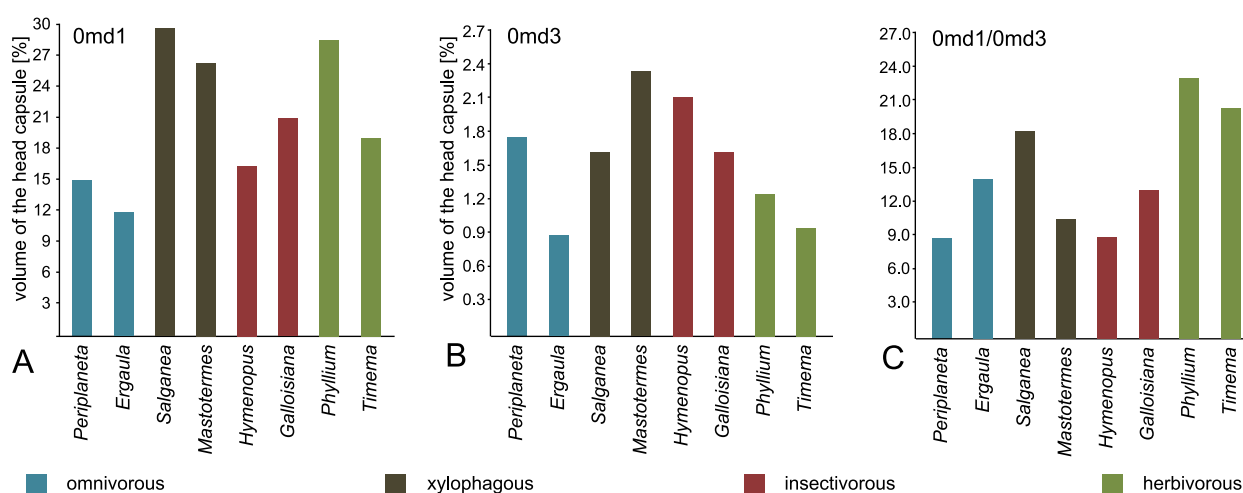 0md1
volume of the head capsule [%]
30
27
24
21
18
15
12
9
6
3
A
Periplaneta
Ergaula
Salganea
Mastotermes
Hymenopus
Galloisiana
Phyllium
Timema
0md3
volume of the head capsule [%]
2.7
2.4
2.1
1.8
1.2
0.9
0.6
0.3
B
Periplaneta
Ergaula
Salganea
Mastotermes
Hymenopus
Galloisiana
Phyllium
Timema
0md1/0md3
27.0
24.0
21.0
18.0
15.0
12.0
9.0
6.0
3.0
C
Periplaneta
Ergaula
Salganea
Mastotermes
Hymenopus
Galloisiana
Phyllium
Timema
omnivorous
xylophagous
insectivorous
herbivorous